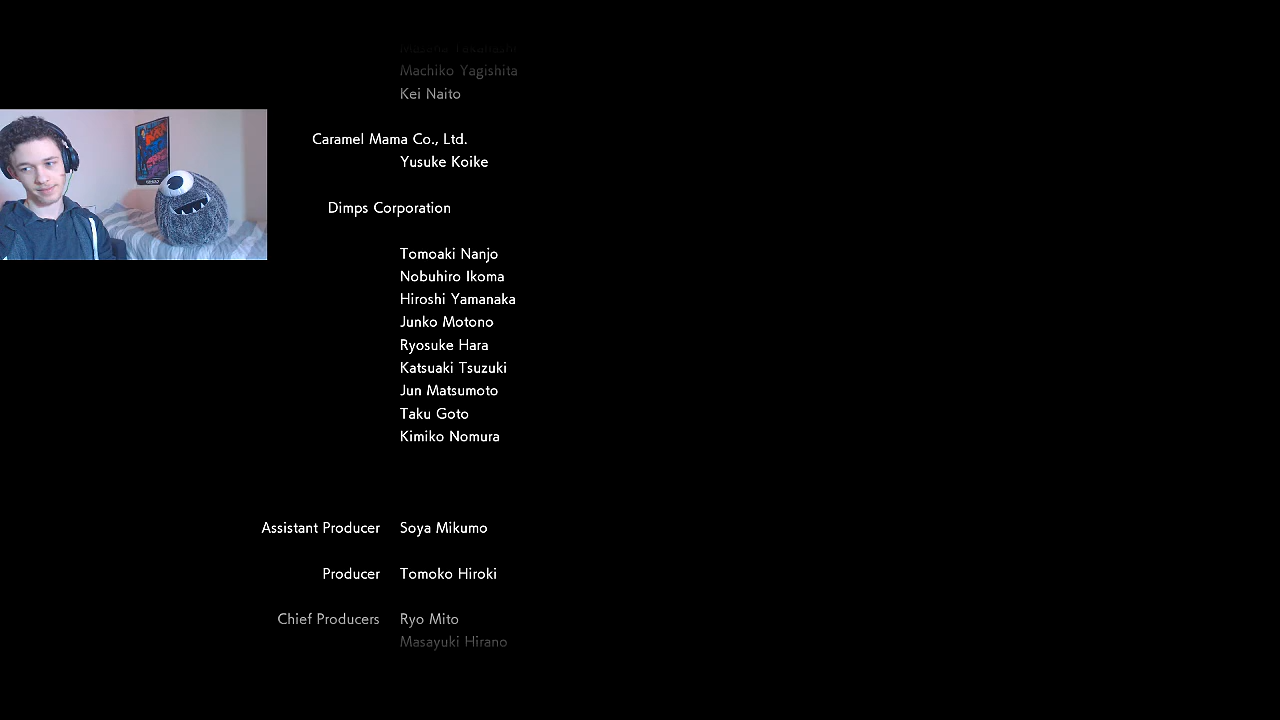 Machiko Yagishita
Kei Naito
Caramel Mama Co., Ltd.
Yusuke Koike
Dimps Corporation
Tomoaki Nanjo
Nobuhiro Ikoma
Hiroshi Yamanaka
Junko Motono
Ryosuke Hara
Katsuaki Tsuzuki
Jun Matsumoto
Taku Goto
Kimiko Nomura
Assistant Producer Soya Mikumo
Producer Tomoko Hiroki
Chief Producers Ryo Mito
Masayuki Hirano